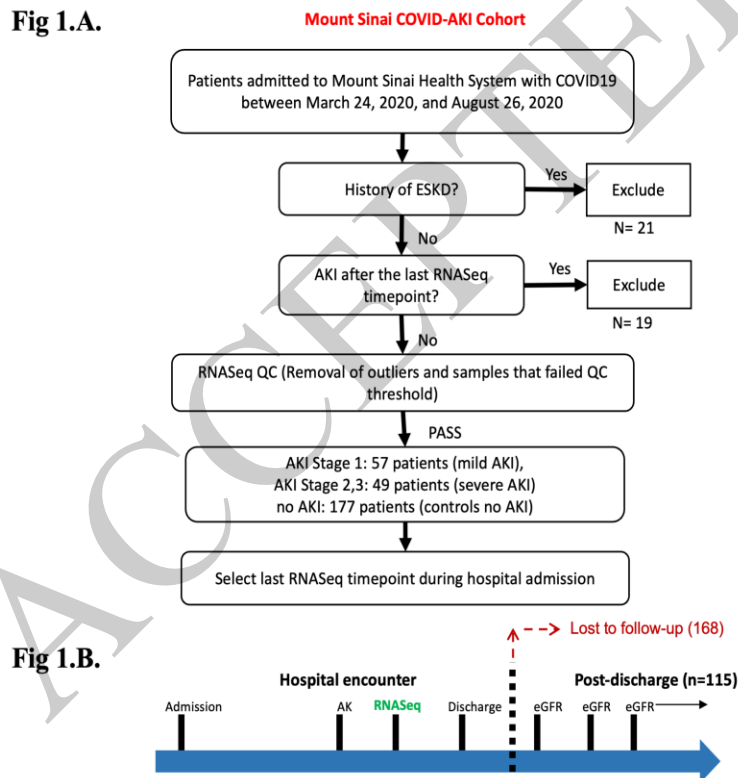 Fig 1.A.
Mount Sinai COVID-AKI Cohort
Patients admitted to Mount Sinai Health System with COVID19
between March 24, 2020, and August 26, 2020
History of ESKD?
Yes
Exclude
N= 21
No
AKI after the last RNASeq
timepoint?
Yes
Exclude
N= 19
No
RNASeq QC (Removal of outliers and samples that failed QC
threshold)
PASS
AKI Stage 1: 57 patients (mild AKI),
AKI Stage 2,3: 49 patients (severe AKI)
no AKI: 177 patients (controls no AKI)
Select last RNASeq timepoint during hospital admission
Lost to follow-up (168)
Fig 1.B.
Hospital encounter
Post-discharge (n=115)
Admission
AK
RNASeq
Discharge
eGFR
eGFR
eGFR
ACCEPTE